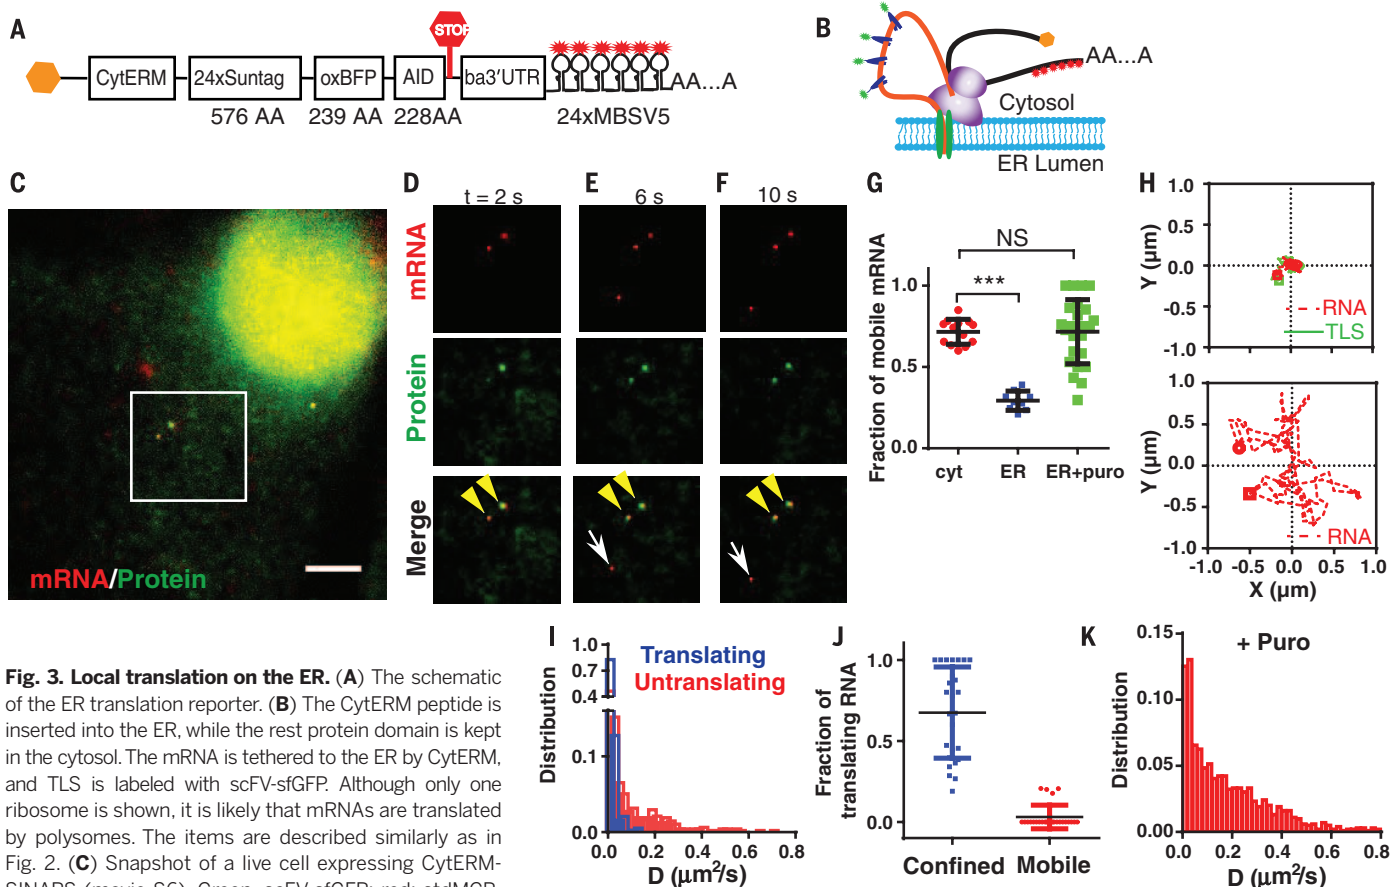 A
STOP
CytERM
24xSuntag
oxBFP
AID
ba3′UTR
AA...A
576 AA
239 AA
228AA
24xMBSV5
B
AA...A
Cytosol
ER Lumen
C
mRNA/Protein
D
E
F
t = 2 s
6 s
10 s
mRNA
Protein
Merge
G
Fraction of mobile mRNA
1.0
0.5
0.0
NS
***
cyt
ER
ER+puro
H
Y (µm)
1.0
0.5
0.0
-0.5
-1.0
RNA
TLS
Y (µm)
1.0
0.5
0.0
-0.5
-1.0
RNA
-1.0
-0.5
0.0
0.5
1.0
X (µm)
I
Distribution
1.0
0.7
0.4
0.1
0.0
Translating
Untranslating
0.0
0.2
0.4
0.6
0.8
D (µm²/s)
J
Fraction of
translating RNA
1.0
0.5
0.0
Confined
Mobile
K
Distribution
0.15
0.10
0.05
0.00
+ Puro
0.0
0.2
0.4
0.6
0.8
D (µm²/s)
Fig. 3. Local translation on the ER. (A) The schematic
of the ER translation reporter. (B) The CytERM peptide is
inserted into the ER, while the rest protein domain is kept
in the cytosol. The mRNA is tethered to the ER by CytERM,
and TLS is labeled with scFV-sfGFP. Although only one
ribosome is shown, it is likely that mRNAs are translated
by polysomes. The items are described similarly as in
Fig. 2. (C) Snapshot of a live cell expressing CytERM-